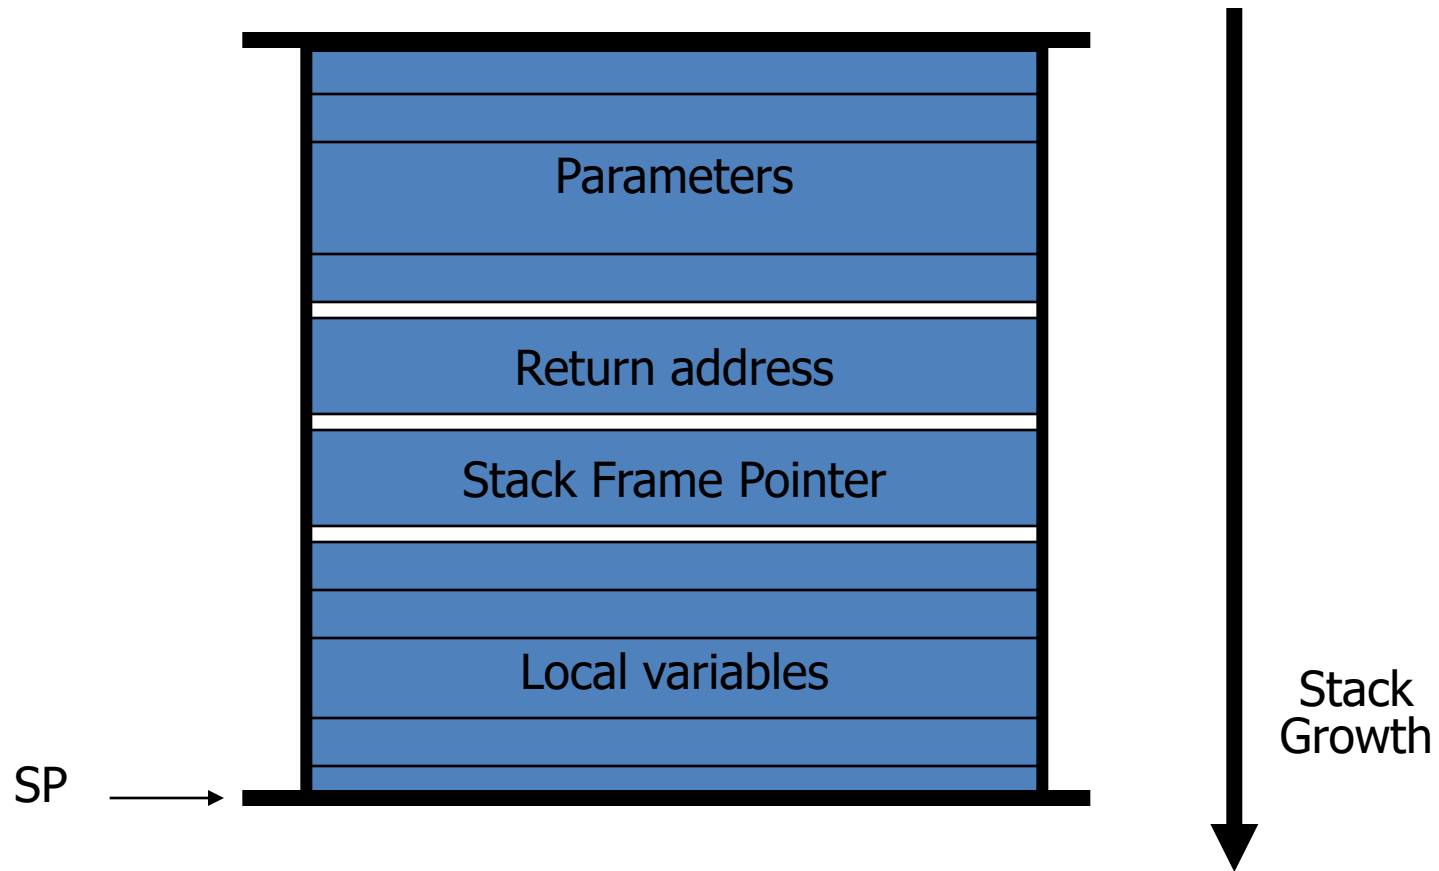 Parameters
Return address
Stack Frame Pointer
Local variables
Stack
Growth
SP